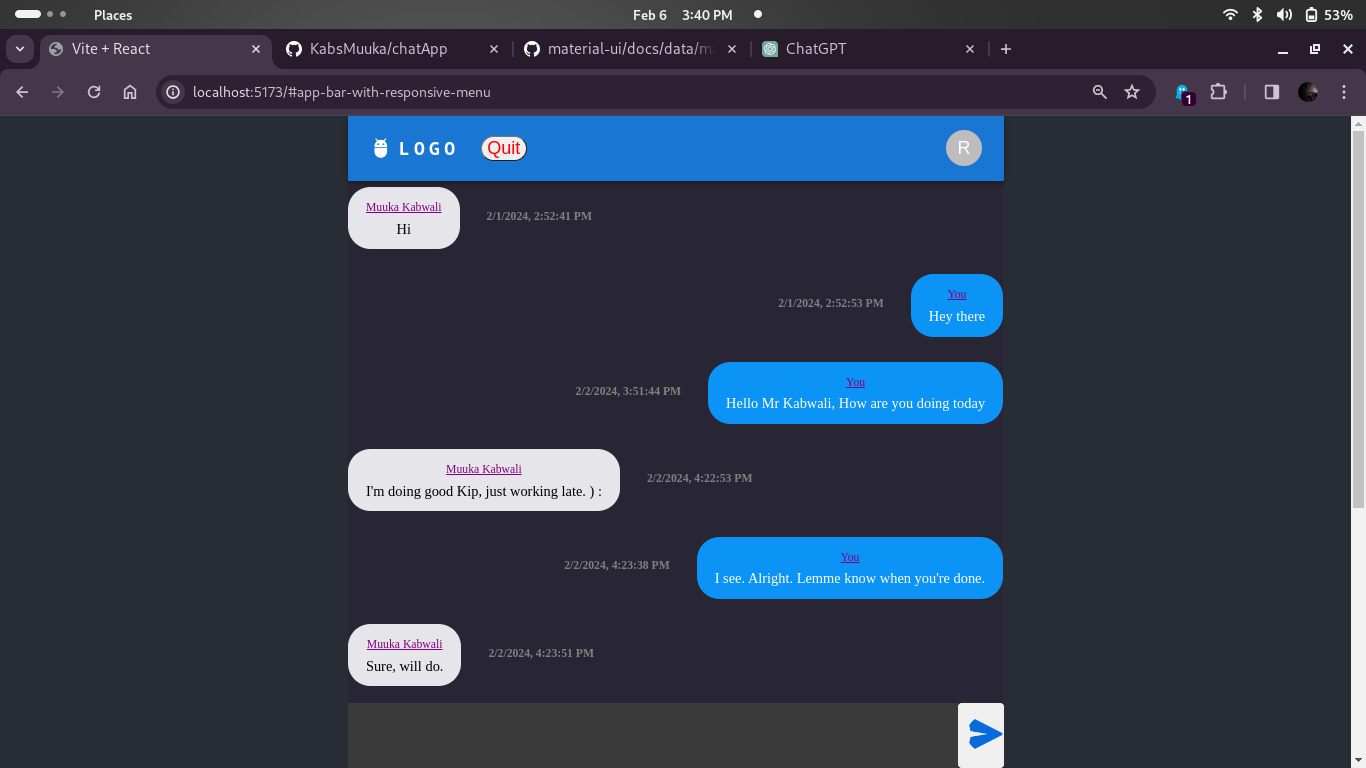 Places
Feb 6 3:40 PM
53%
Vite + React
KabsMuuka/chatApp
material-ui/docs/data/m
ChatGPT
localhost:5173/#app-bar-with-responsive-menu
1
LOGO
Quit
R
Muuka Kabwali
Hi
2/1/2024, 2:52:41 PM
2/1/2024, 2:52:53 PM
You
Hey there
2/2/2024, 3:51:44 PM
You
Hello Mr Kabwali, How are you doing today
Muuka Kabwali
I'm doing good Kip, just working late. ) :
2/2/2024, 4:22:53 PM
2/2/2024, 4:23:38 PM
You
I see. Alright. Lemme know when you're done.
Muuka Kabwali
Sure, will do.
2/2/2024, 4:23:51 PM